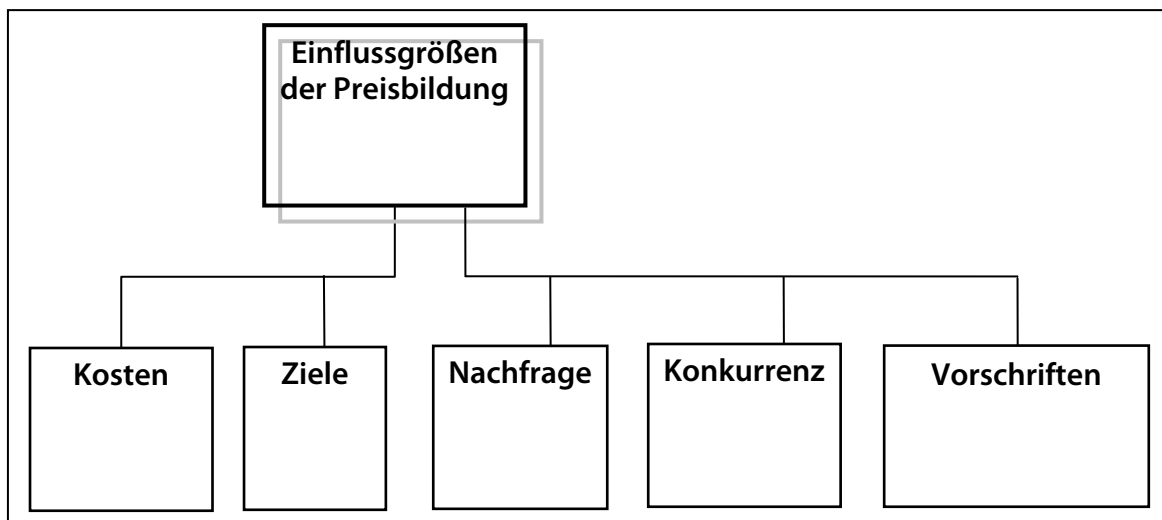 Einflussgrößen
der Preisbildung
Kosten
Ziele
Nachfrage
Konkurrenz
Vorschriften